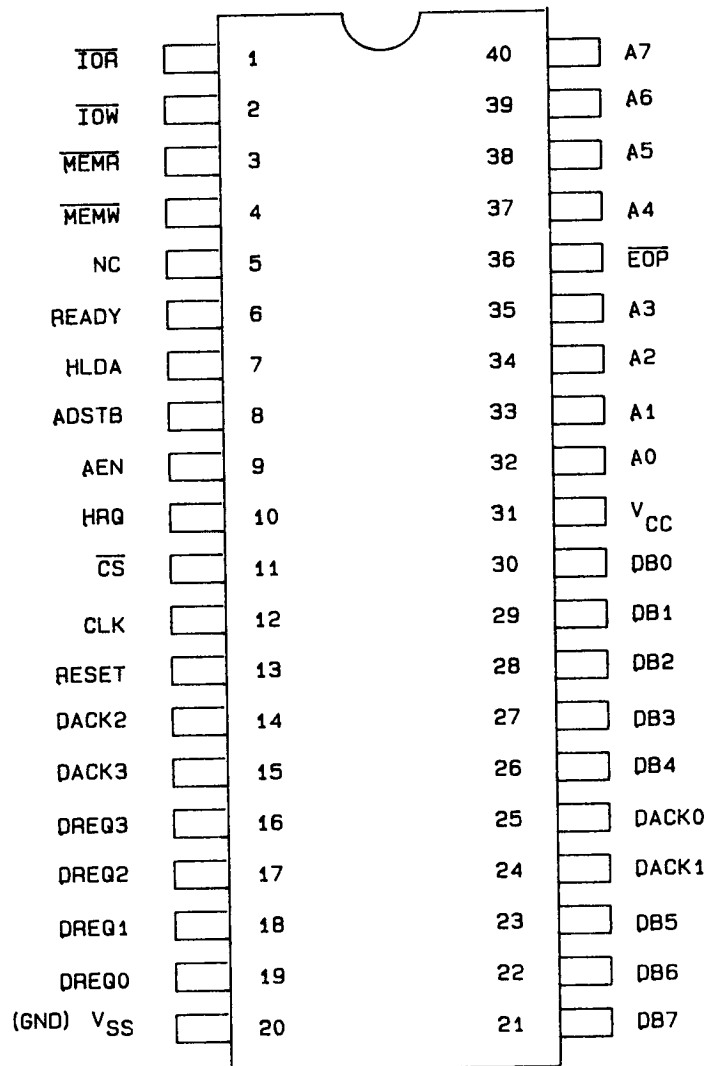 IOR 1 40 A7
IOW 2 39 A6
MEMR 3 38 A5
MEMW 4 37 A4
NC 5 36 EOP
READY 6 35 A3
HLDA 7 34 A2
ADSTB 8 33 A1
AEN 9 32 A0
HRQ 10 31 VCC
CS 11 30 DB0
CLK 12 29 DB1
RESET 13 28 DB2
DACK2 14 27 DB3
DACK3 15 26 DB4
DREQ3 16 25 DACK0
DREQ2 17 24 DACK1
DREQ1 18 23 DB5
DREQ0 19 22 DB6
(GND) VSS 20 21 DB7